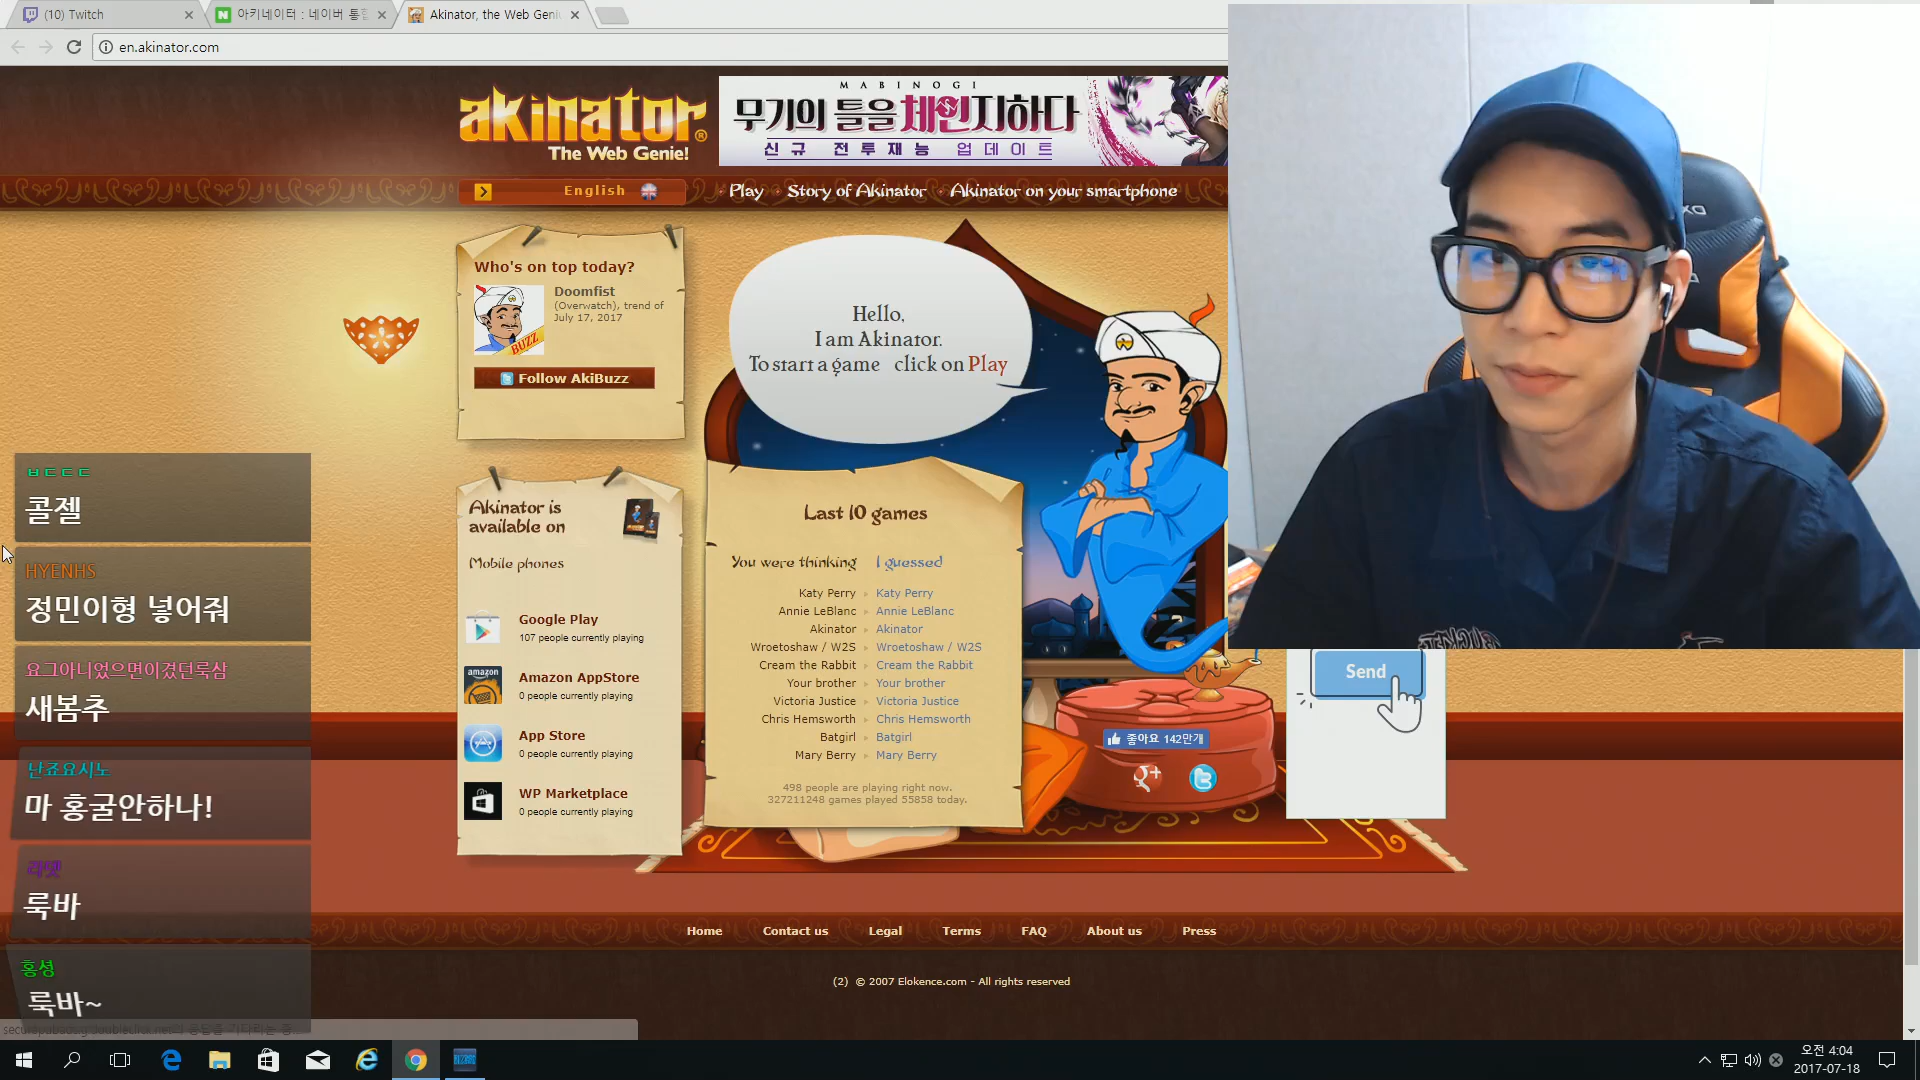 (10) Twitch
아키네이터 : 네이버 통합
Akinator, the Web Geni
en.akinator.com
akinator®
The Web Genie!
MABINOGI
무기의 틀을 체인지하다
신규 전투재능 업데이트
English
Play
Story of Akinator
Akinator on your smartphone
Who's on top today?
Doomfist
(Overwatch), trend of
July 17, 2017
BUZZ
Follow AkiBuzz
Hello,
I am Akinator.
To start a game click on Play
Akinator is
available on
Mobile phones
Google Play
107 people currently playing
amazon
Amazon AppStore
0 people currently playing
App Store
0 people currently playing
WP Marketplace
0 people currently playing
Last 10 games
You were thinking I guessed
Katy Perry Katy Perry
Annie LeBlanc Annie LeBlanc
Akinator Akinator
Wroetoshaw / W2S Wroetoshaw / W2S
Cream the Rabbit Cream the Rabbit
Your brother Your brother
Victoria Justice Victoria Justice
Chris Hemsworth Chris Hemsworth
Batgirl Batgirl
Mary Berry Mary Berry
498 people are playing right now.
327211248 games played 55858 today.
좋아요 142만개
Send
ㅂㄷㄷㄷ
콜젤
HYENHS
정민이형 넣어줘
요그아니었으면이겼던룩삼
새봄추
난죠요시노
마 홍굴안하나!
룩바
홍셩
룩바~
Home
Contact us
Legal
Terms
FAQ
About us
Press
(2) © 2007 Elokence.com - All rights reserved
오전 4:04
2017-07-18